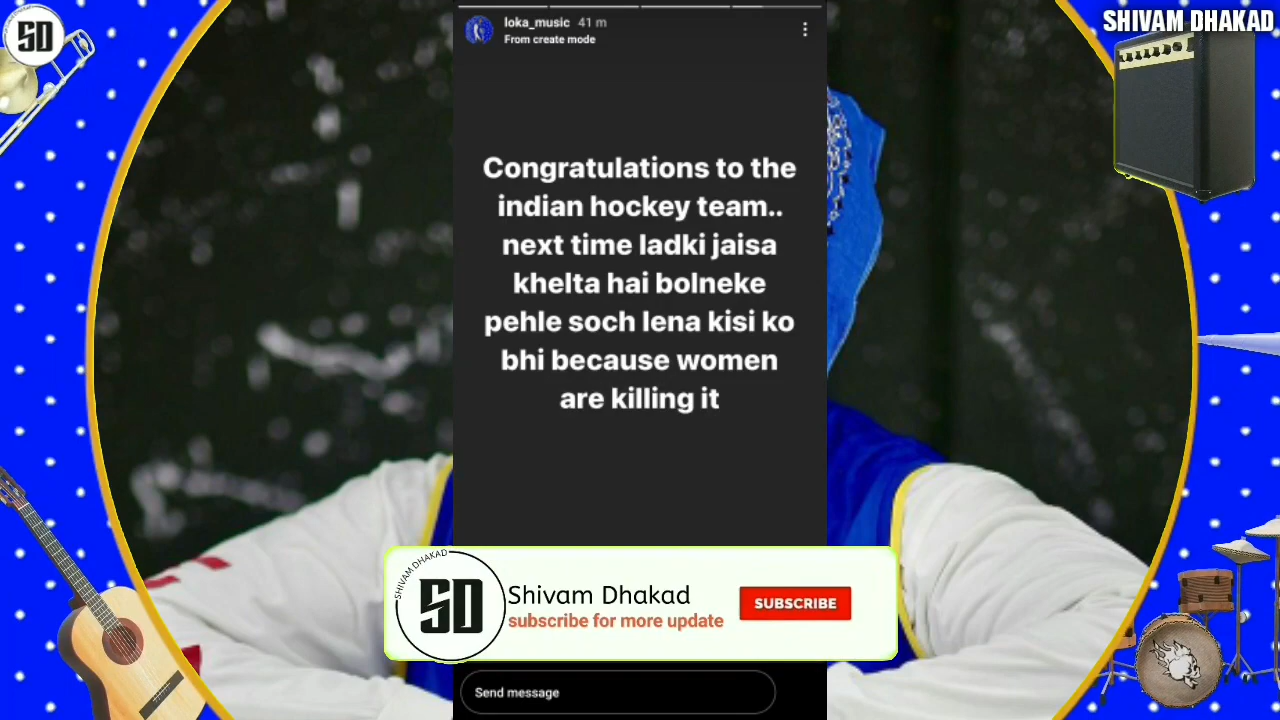 SD
SHIVAM DHAKAD
loka_music 41 m
From create mode
Congratulations to the
indian hockey team..
next time ladki jaisa
khelta hai bolneke
pehle soch lena kisi ko
bhi because women
are killing it
SHIVAM DHAKAD
SD
Shivam Dhakad
subscribe for more update
SUBSCRIBE
Send message